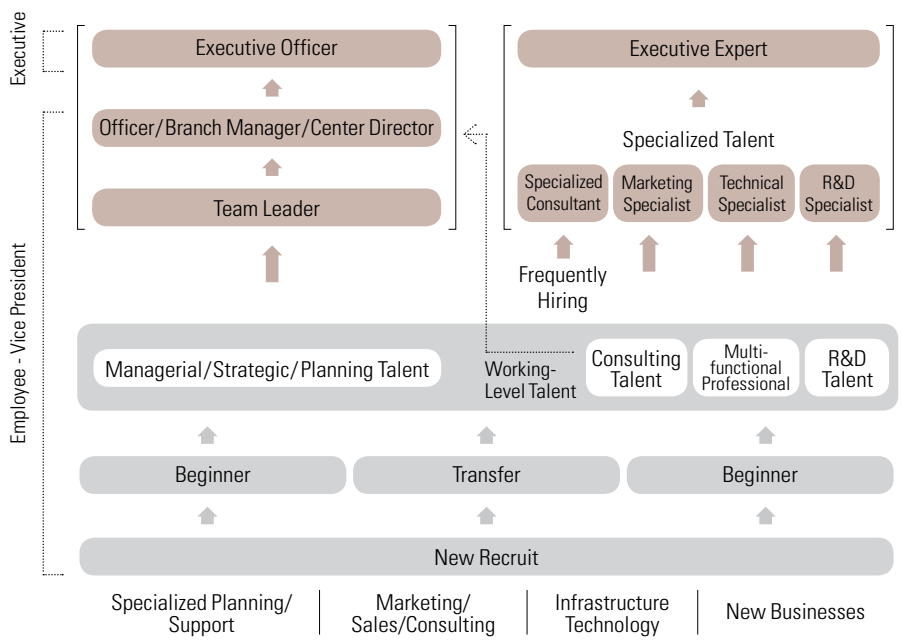 Executive
Employee - Vice President
Executive Officer
Officer/Branch Manager/Center Director
Team Leader
Executive Expert
Specialized Talent
Specialized
Consultant
Marketing
Specialist
Technical
Specialist
R&D
Specialist
Frequently
Hiring
Managerial/Strategic/Planning Talent
Working-
Level Talent
Consulting
Talent
Multi-
functional
Professional
R&D
Talent
Beginner
Transfer
Beginner
New Recruit
Specialized Planning/
Support
Marketing/
Sales/Consulting
Infrastructure
Technology
New Businesses